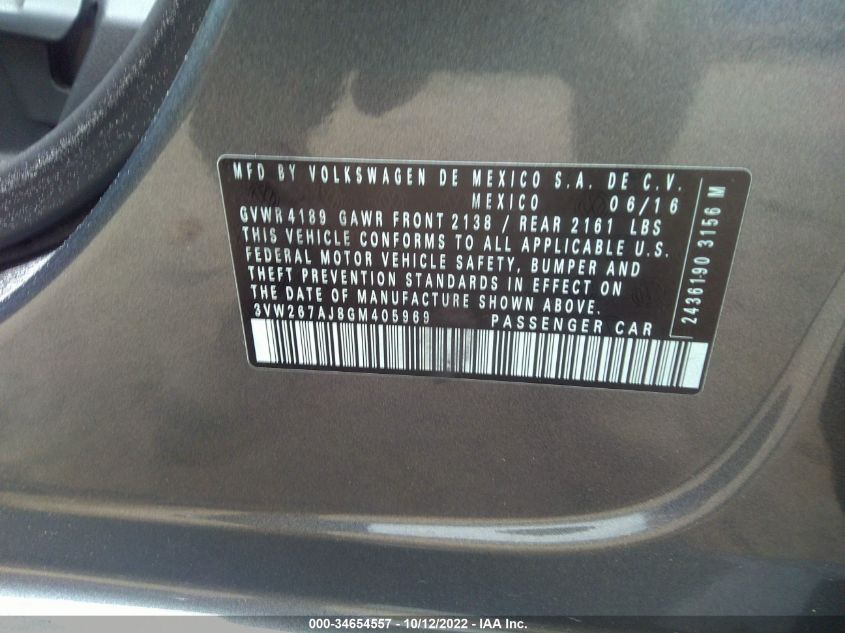 MFD BY VOLKSWAGEN DE MEXICO S.A. DE C.V.
MEXICO 06/16
GVWR 4189 GAWR FRONT 2138 / REAR 2161 LBS
THIS VEHICLE CONFORMS TO ALL APPLICABLE U.S.
FEDERAL MOTOR VEHICLE SAFETY, BUMPER AND
THEFT PREVENTION STANDARDS IN EFFECT ON
THE DATE OF MANUFACTURE SHOWN ABOVE.
3VW267AJ8GM405969 PASSENGER CAR
2436190 3156 M
000-34654557 - 10/12/2022 - IAA Inc.